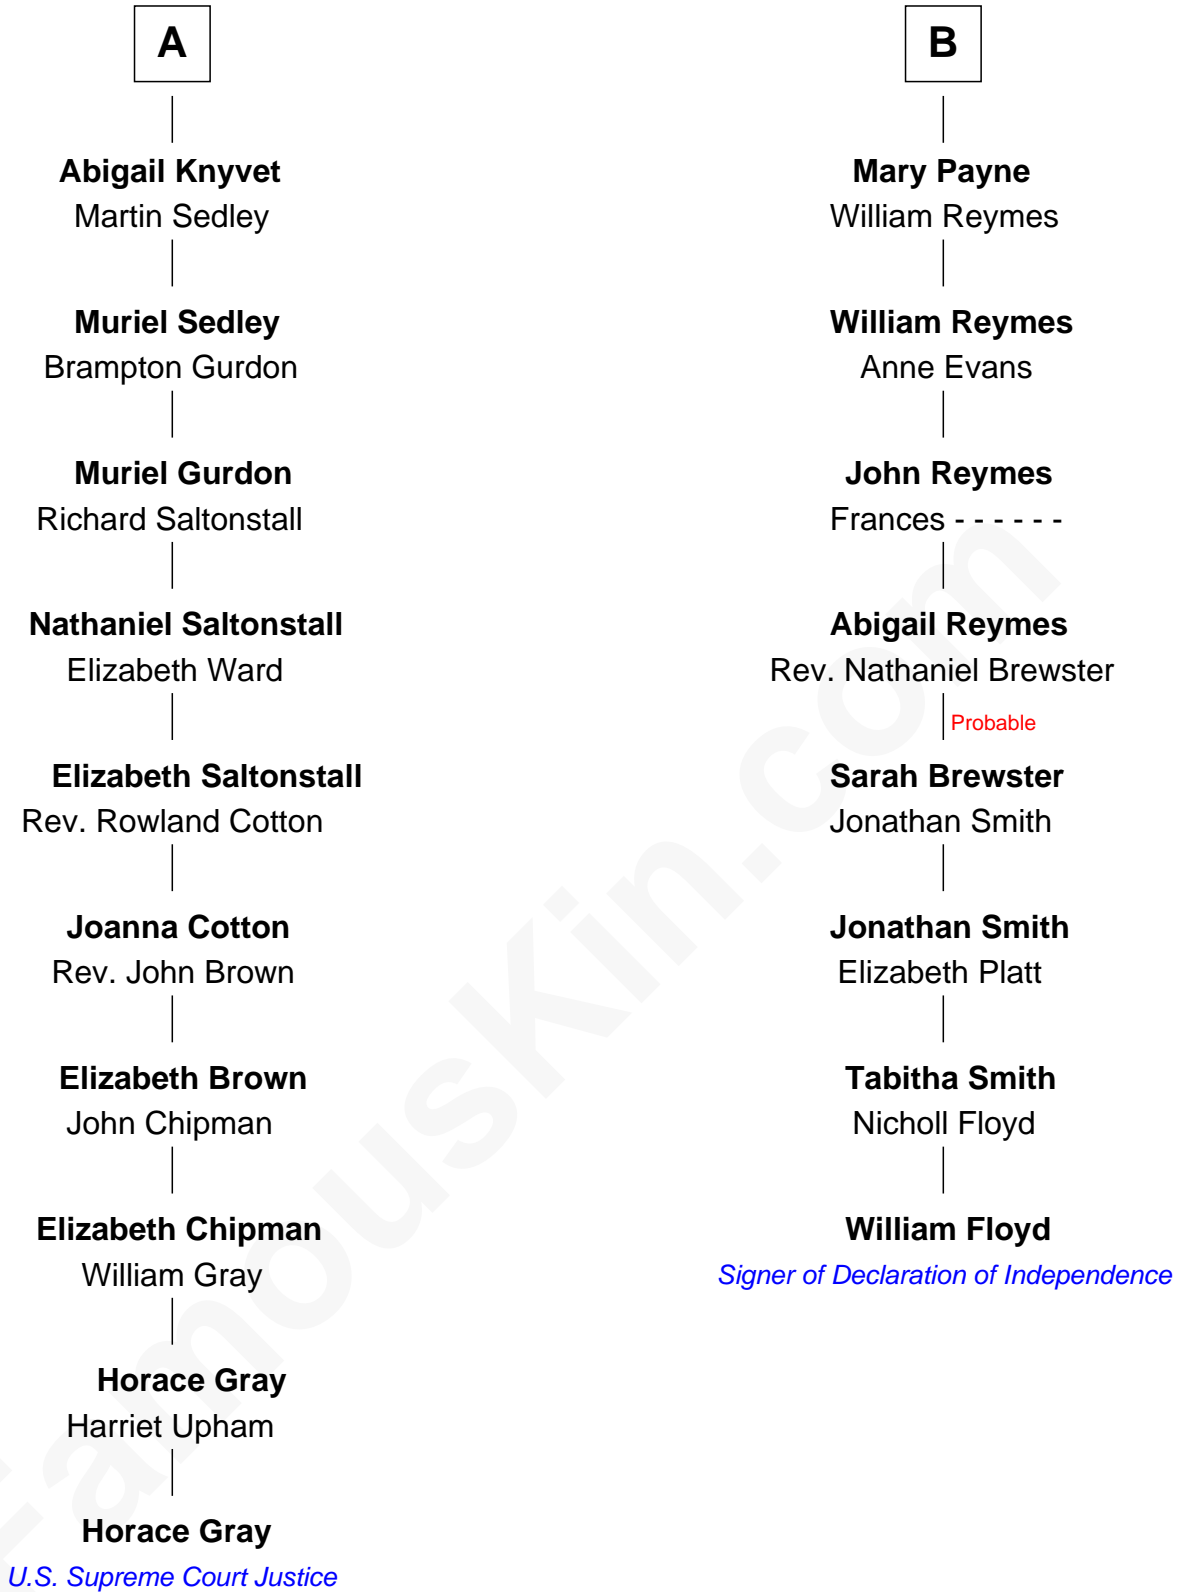 A
Abigail Knyvet
Martin Sedley
Muriel Sedley
Brampton Gurdon
Muriel Gurdon
Richard Saltonstall
Nathaniel Saltonstall
Elizabeth Ward
Elizabeth Saltonstall
Rev. Rowland Cotton
Joanna Cotton
Rev. John Brown
Elizabeth Brown
John Chipman
Elizabeth Chipman
William Gray
Horace Gray
Harriet Upham
Horace Gray
U.S. Supreme Court Justice
B
Mary Payne
William Reymes
William Reymes
Anne Evans
John Reymes
Frances - - - - - -
Abigail Reymes
Rev. Nathaniel Brewster
Probable
Sarah Brewster
Jonathan Smith
Jonathan Smith
Elizabeth Platt
Tabitha Smith
Nicholl Floyd
William Floyd
Signer of Declaration of Independence
FamousKin.com